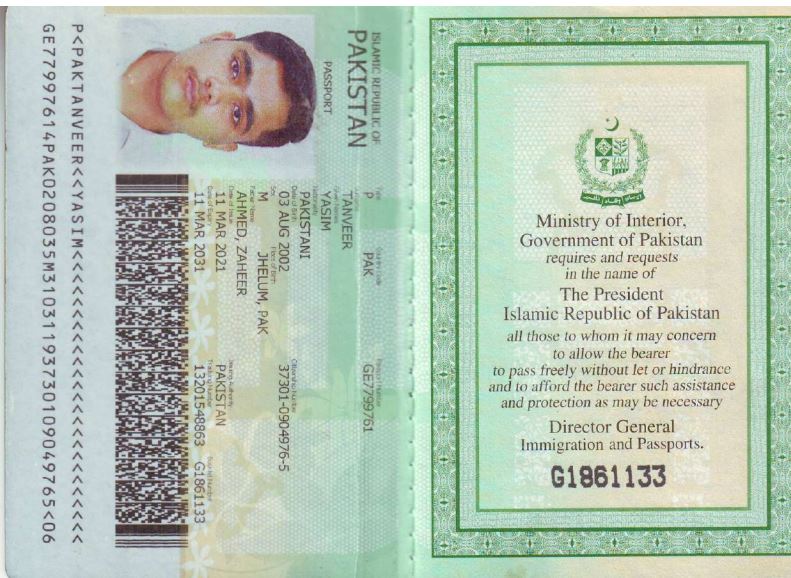 ISLAMIC REPUBLIC OF
PAKISTAN
PASSPORT
Type Country Code Passport Number
P PAK GE7799761
Surname
TANVEER
Given Names
YASIM
Nationality Citizenship Number
PAKISTANI 37301-0904976-5
Date of Birth
03 AUG 2002
Sex Place of Birth
M JHELUM, PAK
Father Name
AHMED, ZAHEER
Date of Issue Issuing Authority
11 MAR 2021 PAKISTAN
Date of Expiry Tracking Number Booklet Number
11 MAR 2031 13201548863 G1861133
P<PAKTANVEER<<YASIM<<<<<<<<<<<<<<<<<<<<<<<<<
GE77997614PAK0208035M31031193730109049765<06
Ministry of Interior,
Government of Pakistan
requires and requests
in the name of
The President
Islamic Republic of Pakistan
all those to whom it may concern
to allow the bearer
to pass freely without let or hindrance
and to afford the bearer such assistance
and protection as may be necessary
Director General
Immigration and Passports.
G1861133